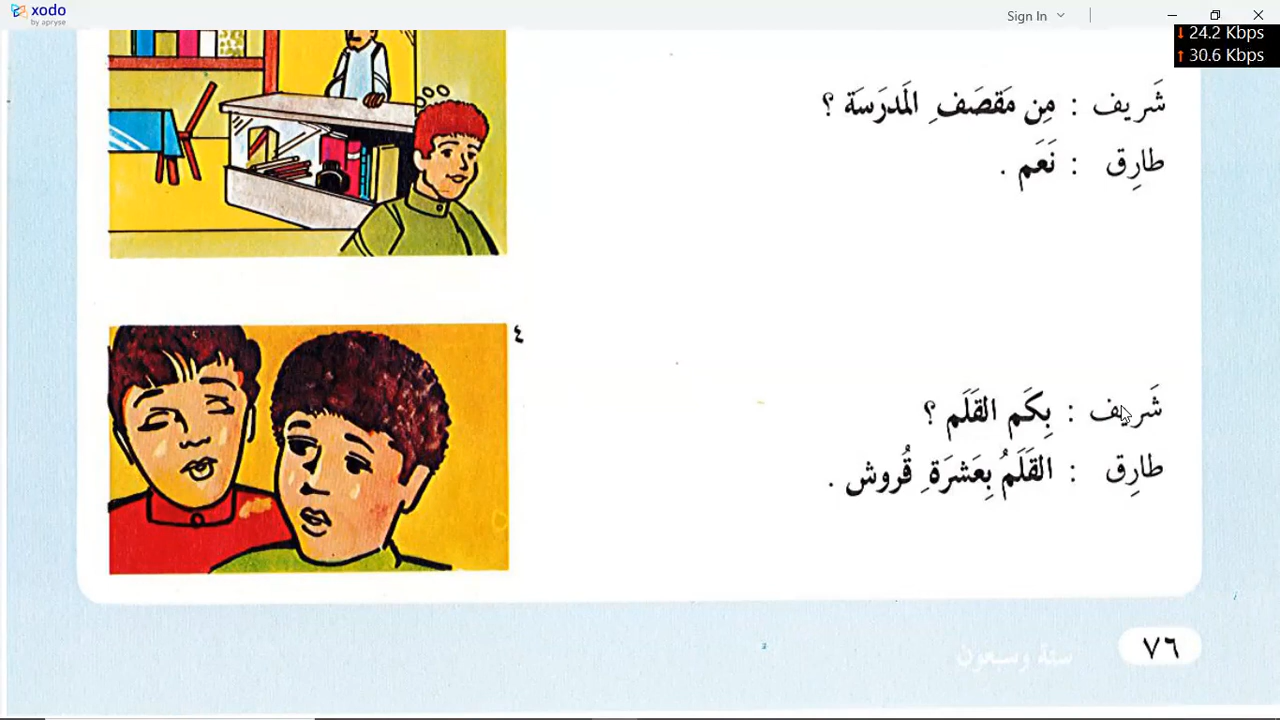 xodo
by apryse
Sign In
24.2 Kbps
30.6 Kbps
شَريف : مِن مَقصَفِ المَدرَسَة ؟
طارِق : نَعَم .
٤
شَريف : بِكَم القَلَم ؟
طارِق : القَلَمُ بِعَشرَةِ قُروش .
٧٦ ستة وسبعون